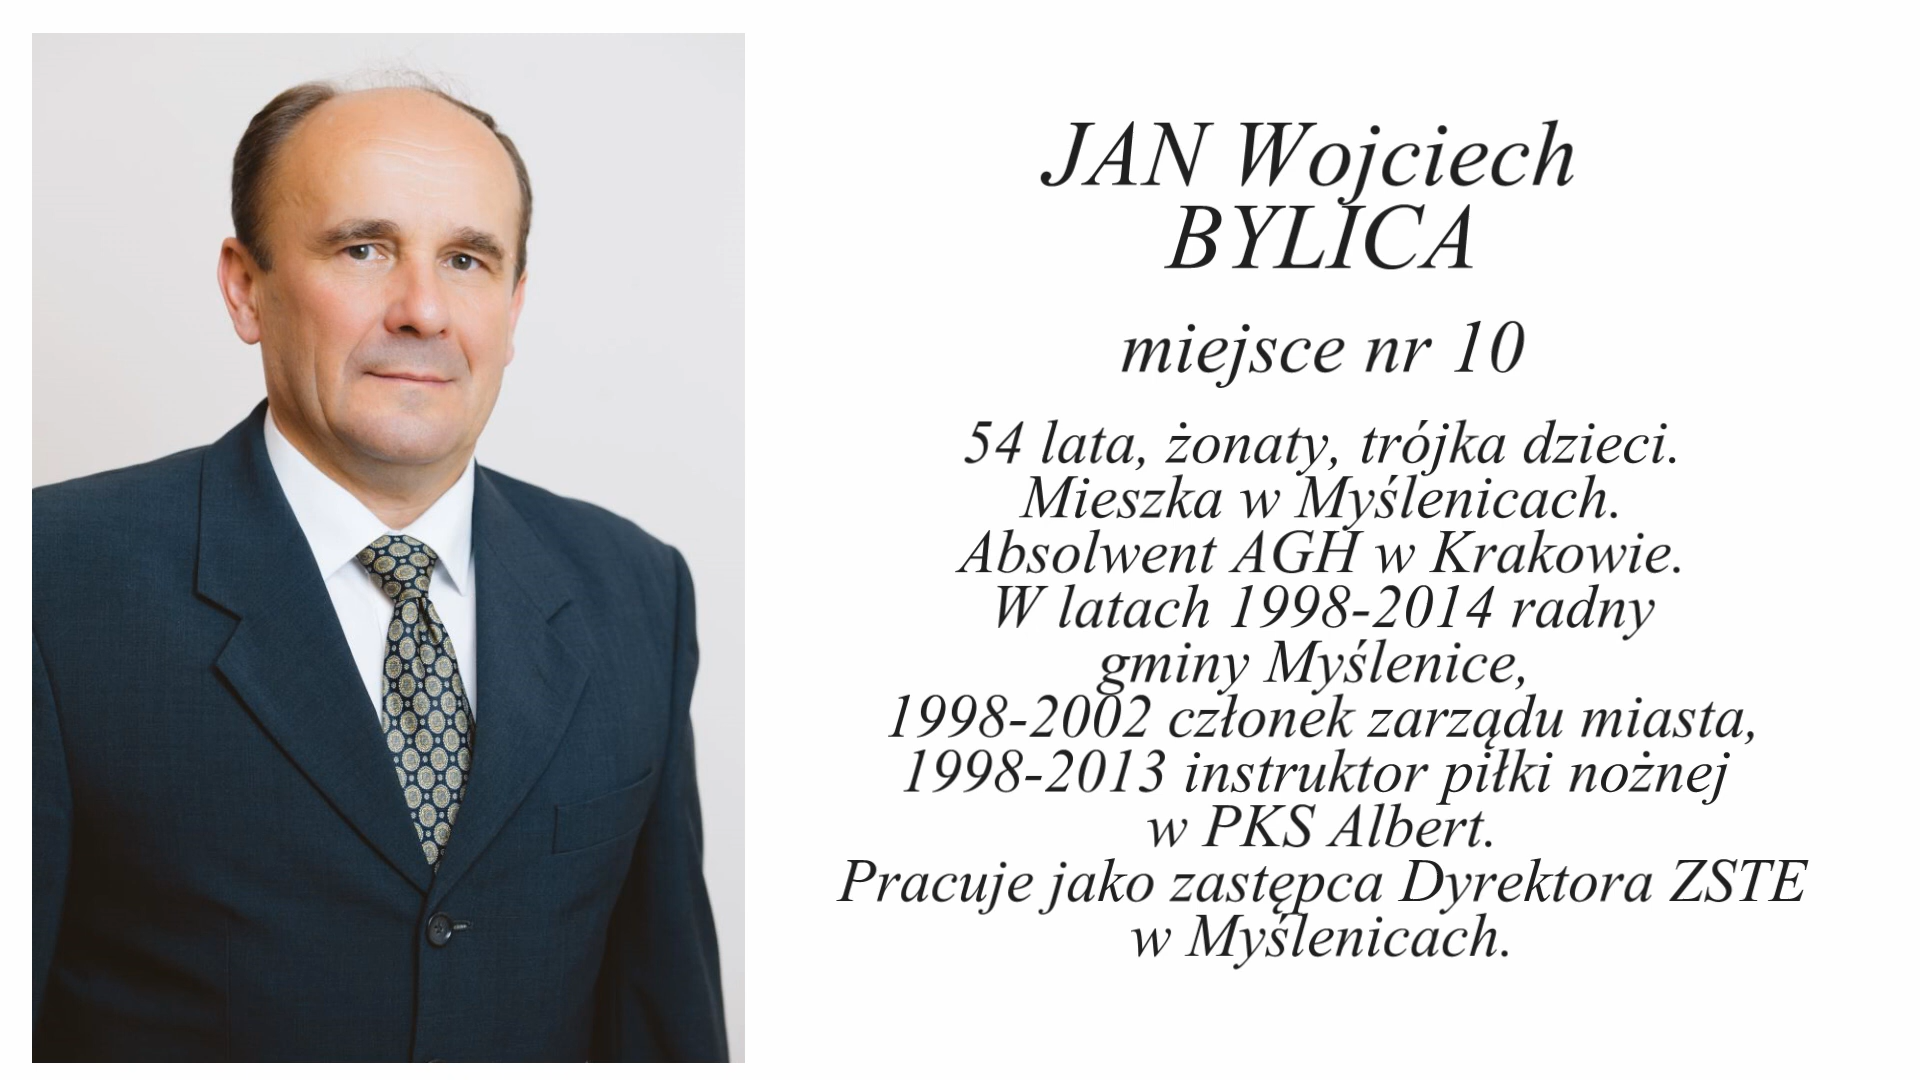 JAN Wojciech
BYLICA
miejsce nr 10
54 lata, żonaty, trójka dzieci.
Mieszka w Myślenicach.
Absolwent AGH w Krakowie.
W latach 1998-2014 radny
gminy Myślenice,
1998-2002 członek zarządu miasta,
1998-2013 instruktor piłki nożnej
w PKS Albert.
Pracuje jako zastępca Dyrektora ZSTE
w Myślenicach.